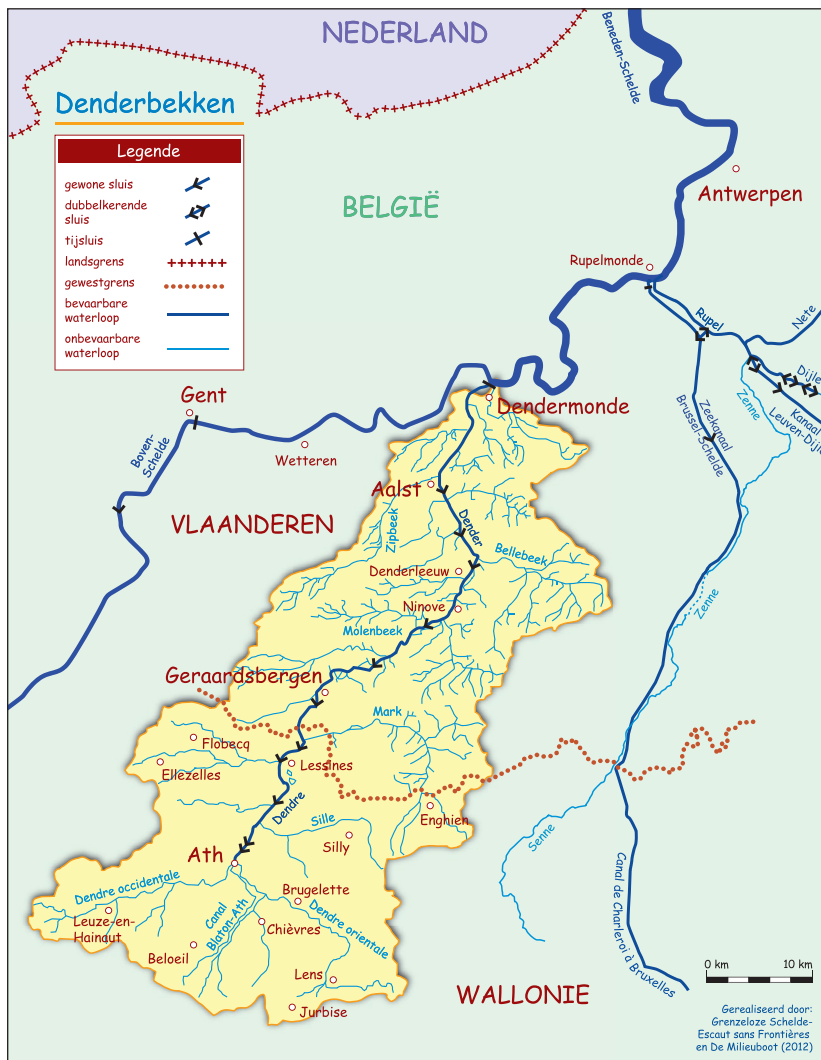 NEDERLAND
Beneden-Schelde
Denderbekken
Legende
gewone sluis
dubbelkerende
sluis
tijsluis
landsgrens
gewestgrens
bevaarbare
waterloop
onbevaarbare
waterloop
BELGIË
Antwerpen
Rupelmonde
Rupel
Nete
Dijle
Zenne
Kanaal
Leuven-Dijle
Zeekanaal
Brussel-Schelde
Gent
Dendermonde
Boven-
Schelde
Wetteren
Aalst
VLAANDEREN
Zipbeek
Dender
Bellebeek
Denderleeuw
Ninove
Zenne
Molenbeek
Geraardsbergen
Mark
Flobecq
Ellezelles
Lessines
Dendre
Enghien
Sille
Silly
Senne
Ath
Dendre occidentale
Brugelette
Canal
Blaton-Ath
Dendre orientale
Leuze-en-
Hainaut
Chièvres
Beloeil
Canal de Charleroi à Bruxelles
Lens
Jurbise
WALLONIE
0 km
10 km
Gerealiseerd door:
Grenzeloze Schelde-
Escaut sans Frontières
en De Milieuboot (2012)